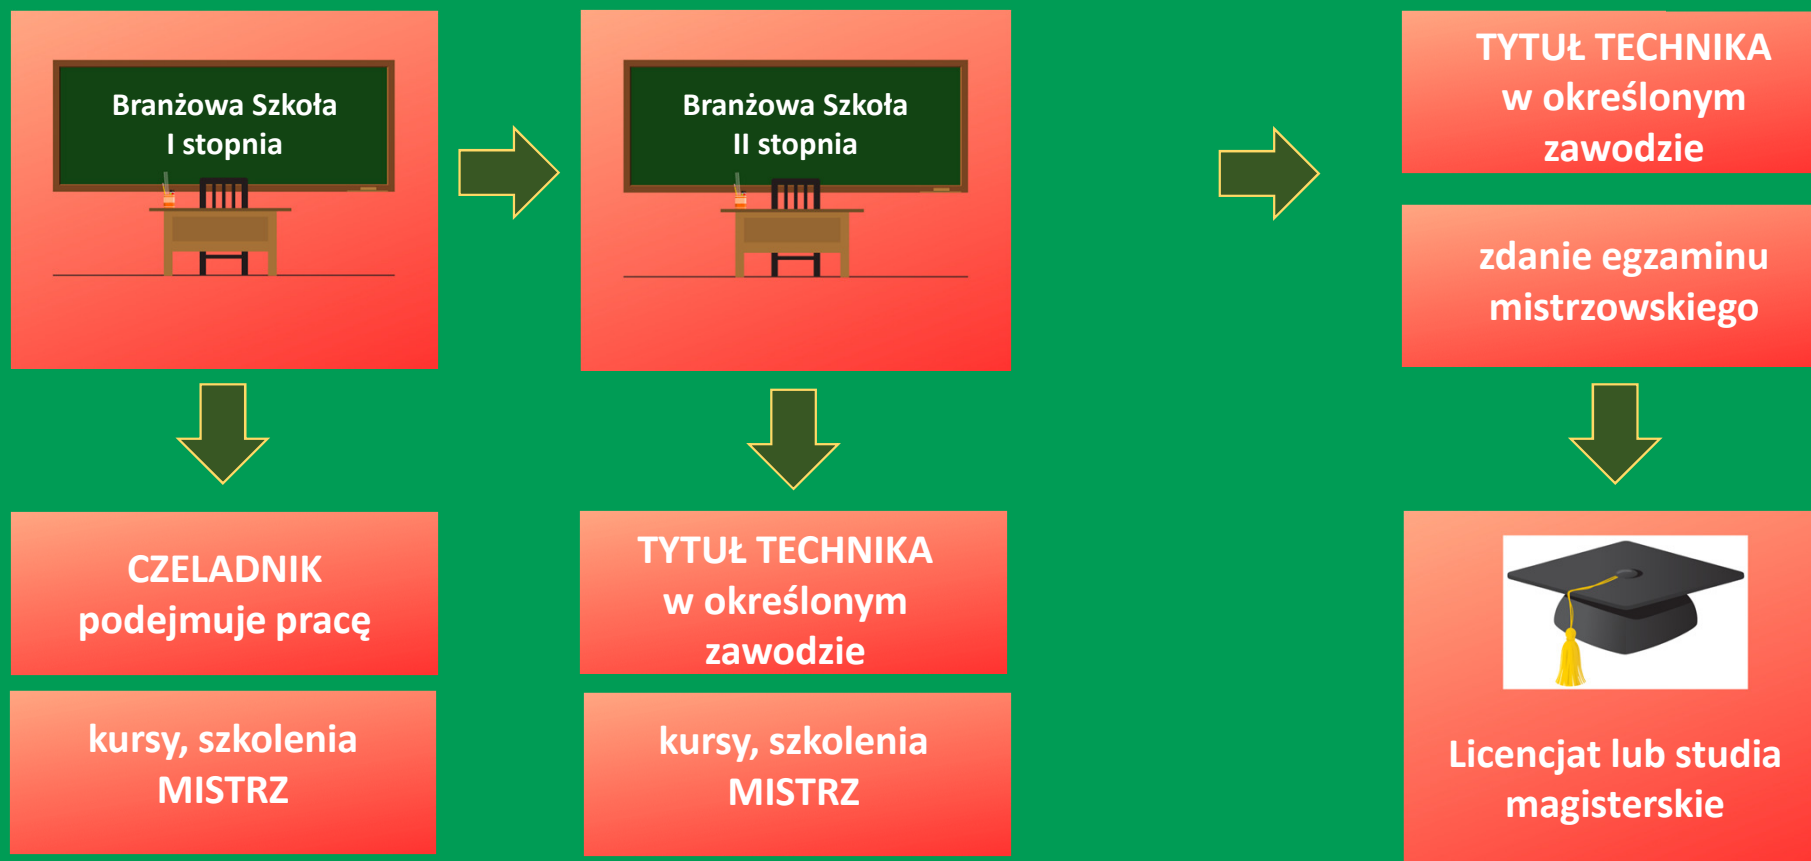 Branżowa Szkoła
I stopnia
Branżowa Szkoła
II stopnia
TYTUŁ TECHNIKA
w określonym
zawodzie
zdanie egzaminu
mistrzowskiego
CZELADNIK
podejmuje pracę
kursy, szkolenia
MISTRZ
TYTUŁ TECHNIKA
w określonym
zawodzie
kursy, szkolenia
MISTRZ
Licencjat lub studia
magisterskie